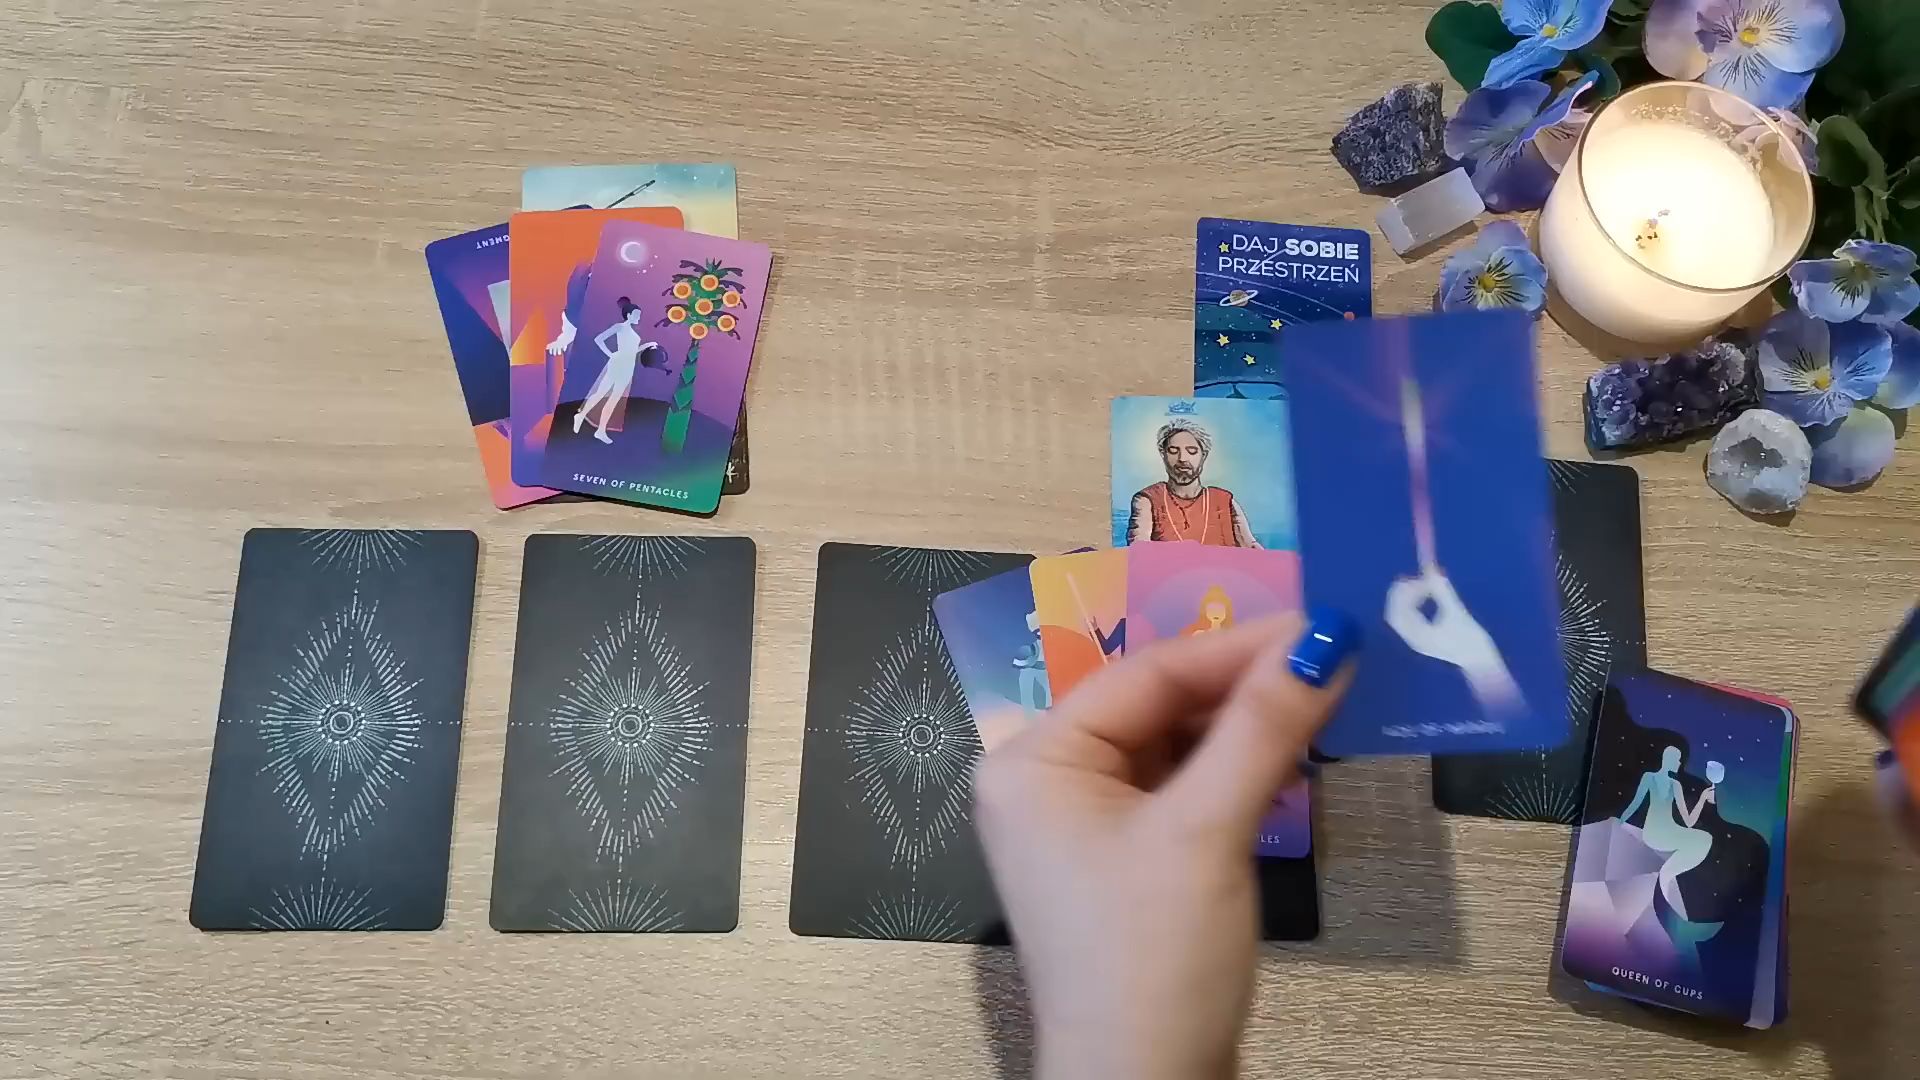 DAJ SOBIE
PRZESTRZEŃ
SEVEN OF PENTACLES
QUEEN OF CUPS